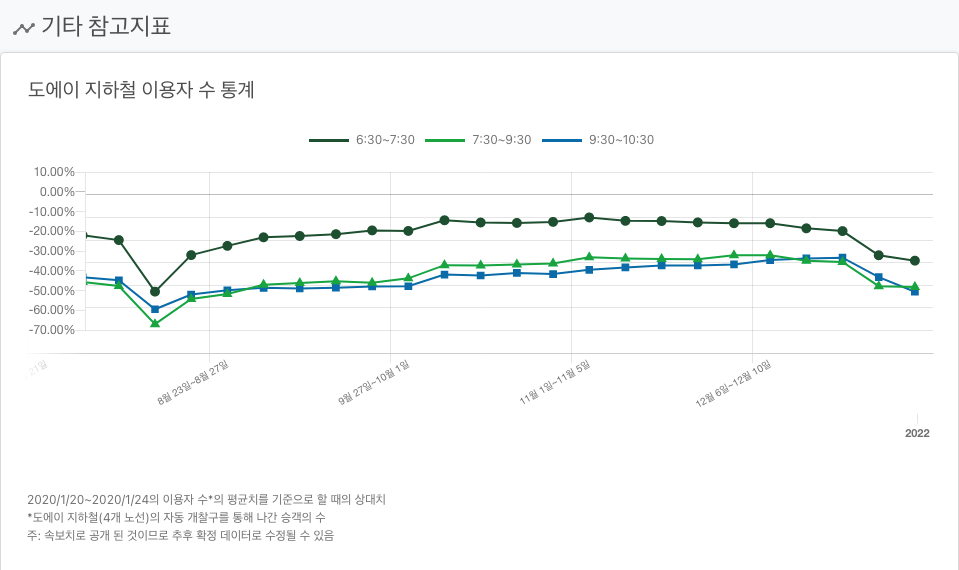 기타 참고지표
도에이 지하철 이용자 수 통계
6:30~7:30 7:30~9:30 9:30~10:30
10.00%
0.00%
-10.00%
-20.00%
-30.00%
-40.00%
-50.00%
-60.00%
-70.00%
21일
8월 23일~8월 27일
9월 27일~10월 1일
11월 1일~11월 5일
12월 6일~12월 10일
2022
2020/1/20~2020/1/24의 이용자 수*의 평균치를 기준으로 할 때의 상대치
*도에이 지하철(4개 노선)의 자동 개찰구를 통해 나간 승객의 수
주: 속보치로 공개 된 것이므로 추후 확정 데이터로 수정될 수 있음